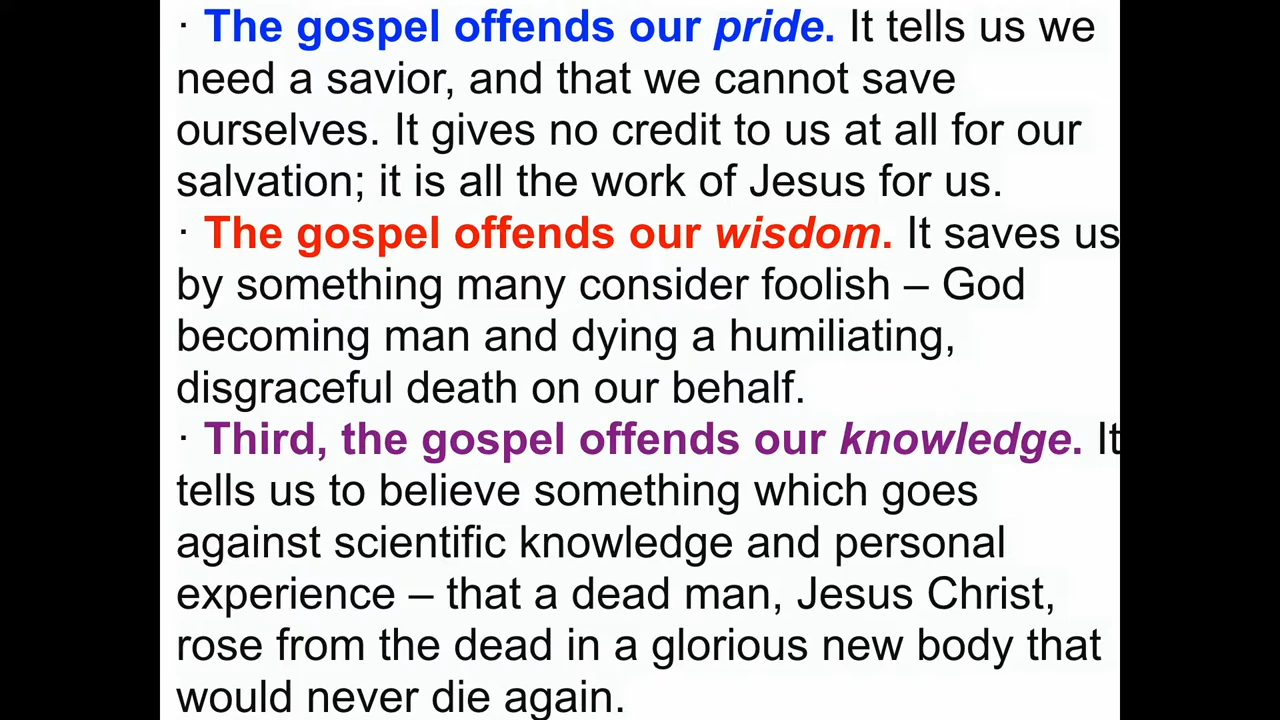 · The gospel offends our pride. It tells us we
need a savior, and that we cannot save
ourselves. It gives no credit to us at all for our
salvation; it is all the work of Jesus for us.
· The gospel offends our wisdom. It saves us
by something many consider foolish – God
becoming man and dying a humiliating,
disgraceful death on our behalf.
· Third, the gospel offends our knowledge. It
tells us to believe something which goes
against scientific knowledge and personal
experience – that a dead man, Jesus Christ,
rose from the dead in a glorious new body that
would never die again.